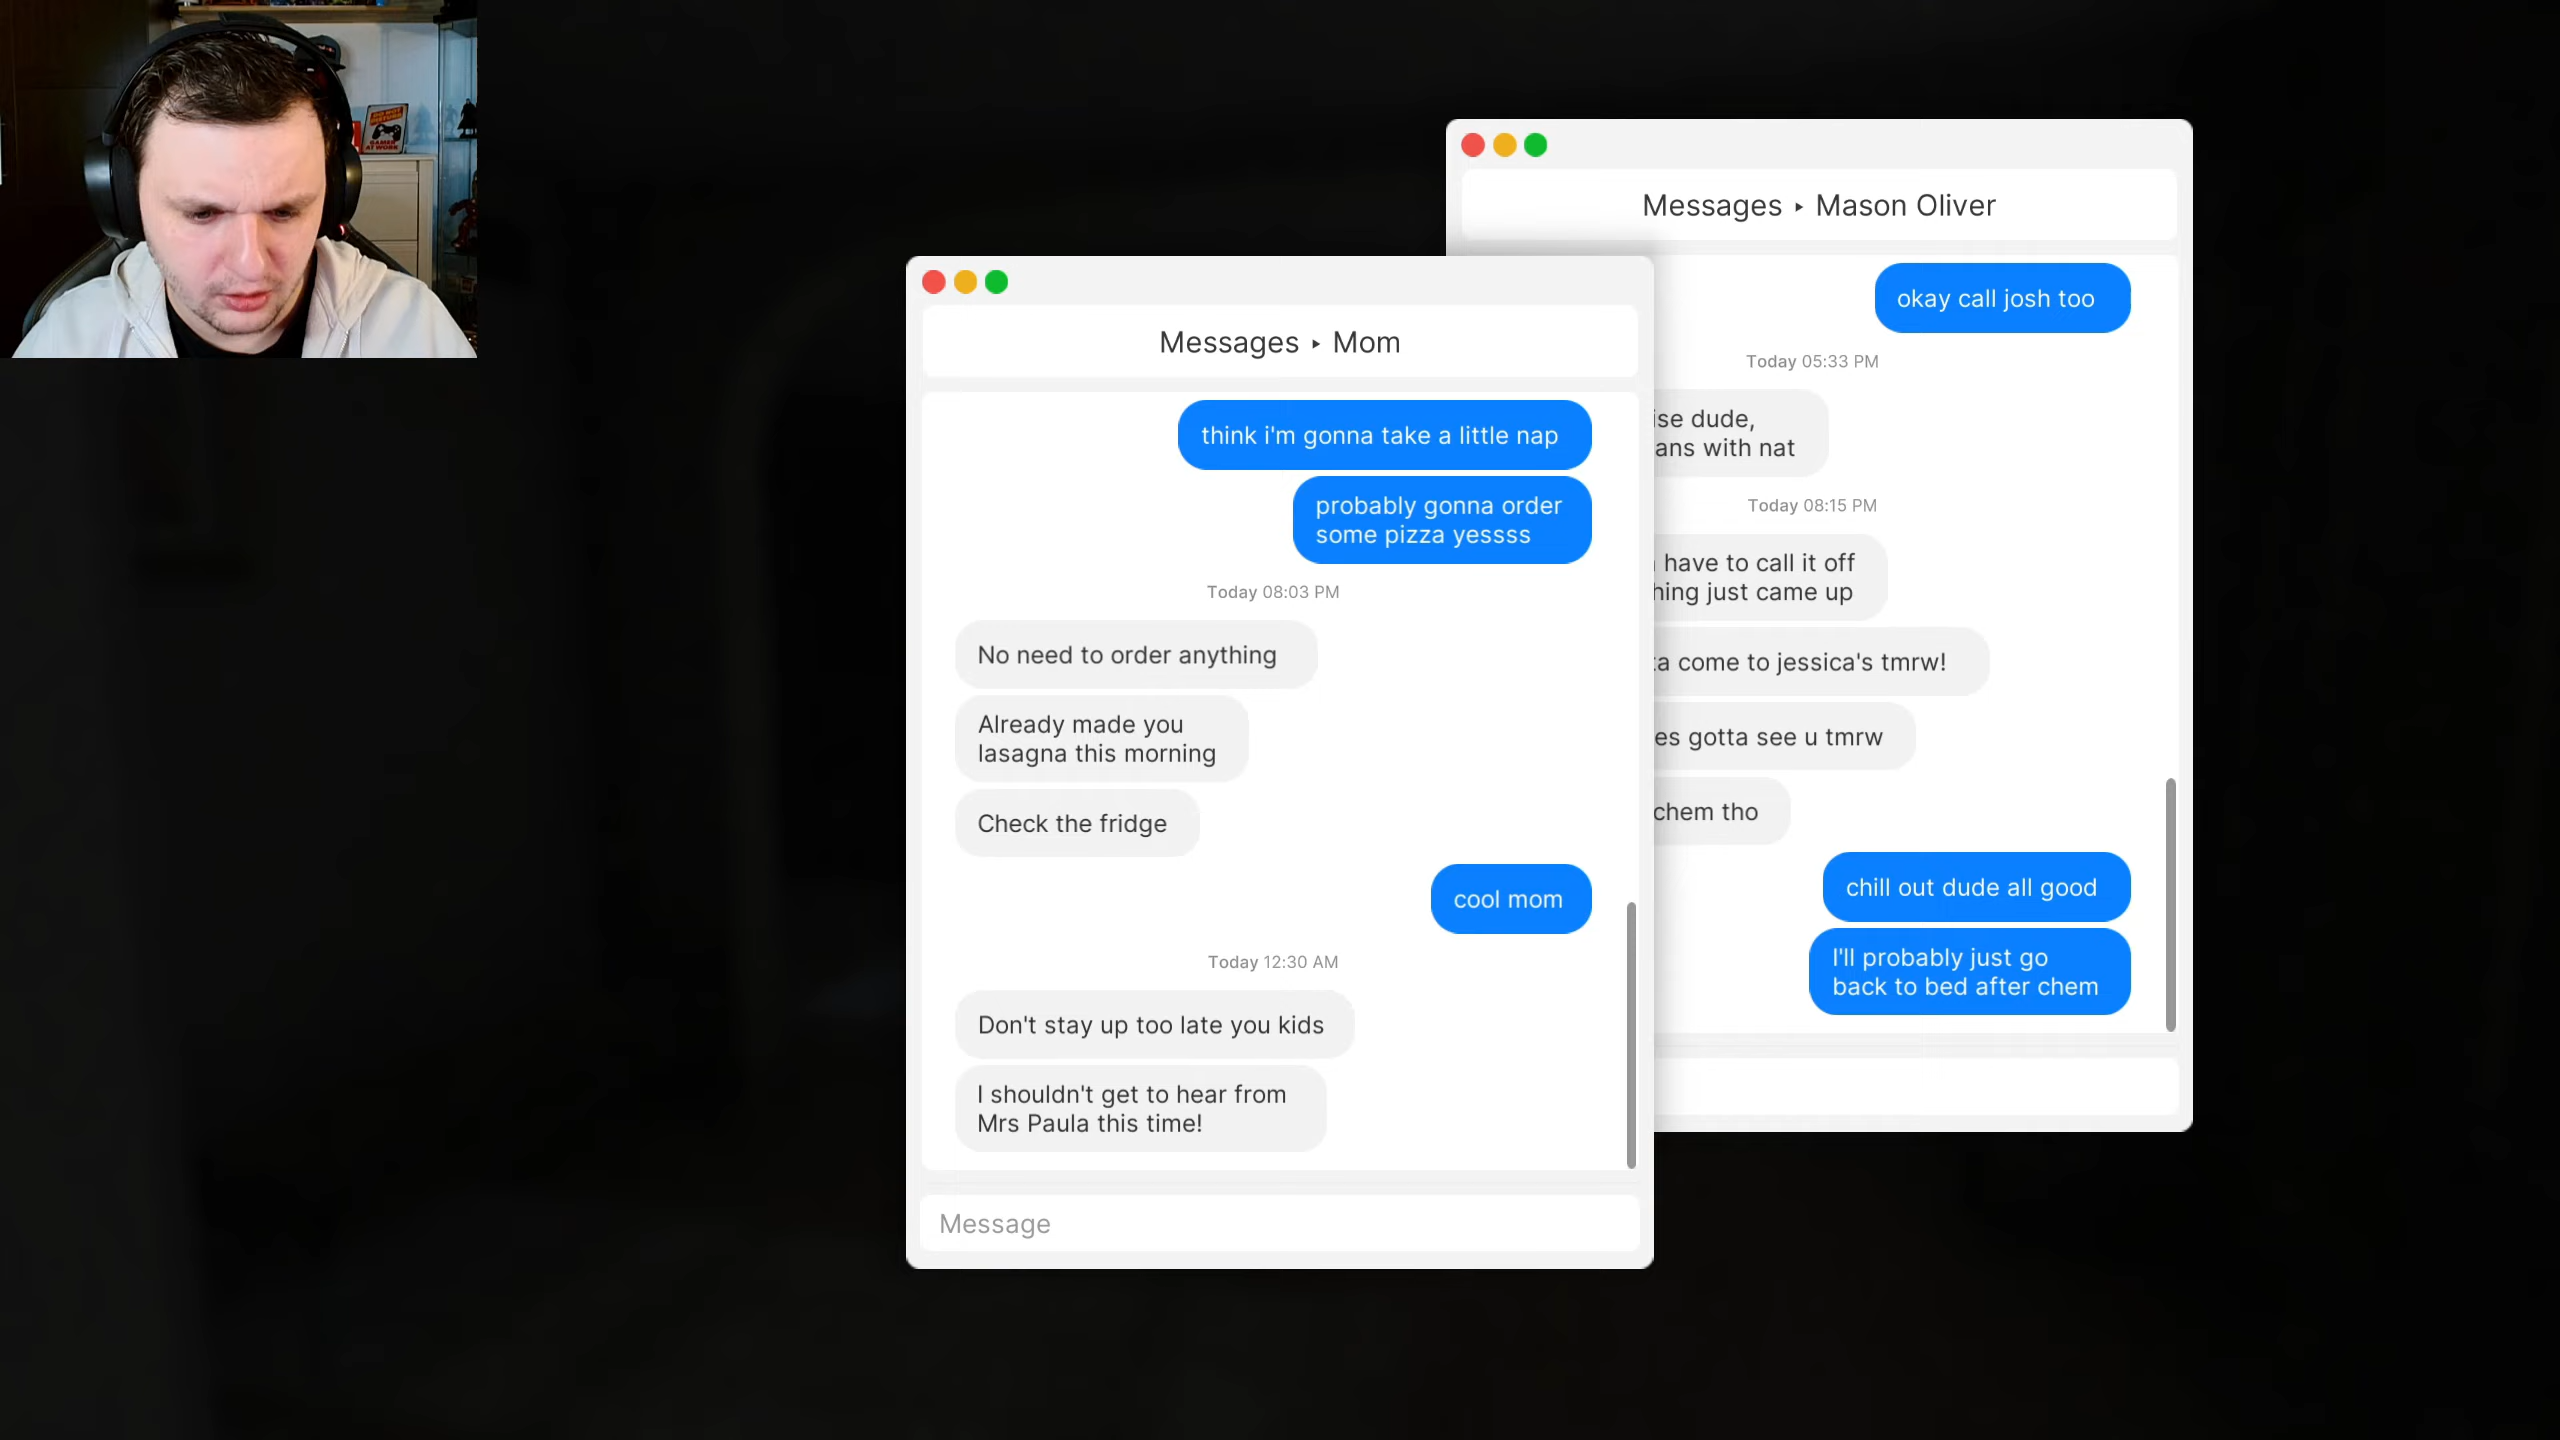 GAMER
AT WORK
Messages ▸ Mason Oliver
okay call josh too
Today 05:33 PM
ise dude,
ans with nat
Today 08:15 PM
have to call it off
hing just came up
a come to jessica's tmrw!
es gotta see u tmrw
chem tho
chill out dude all good
I'll probably just go
back to bed after chem
Messages ▸ Mom
think i'm gonna take a little nap
probably gonna order
some pizza yessss
Today 08:03 PM
No need to order anything
Already made you
lasagna this morning
Check the fridge
cool mom
Today 12:30 AM
Don't stay up too late you kids
I shouldn't get to hear from
Mrs Paula this time!
Message